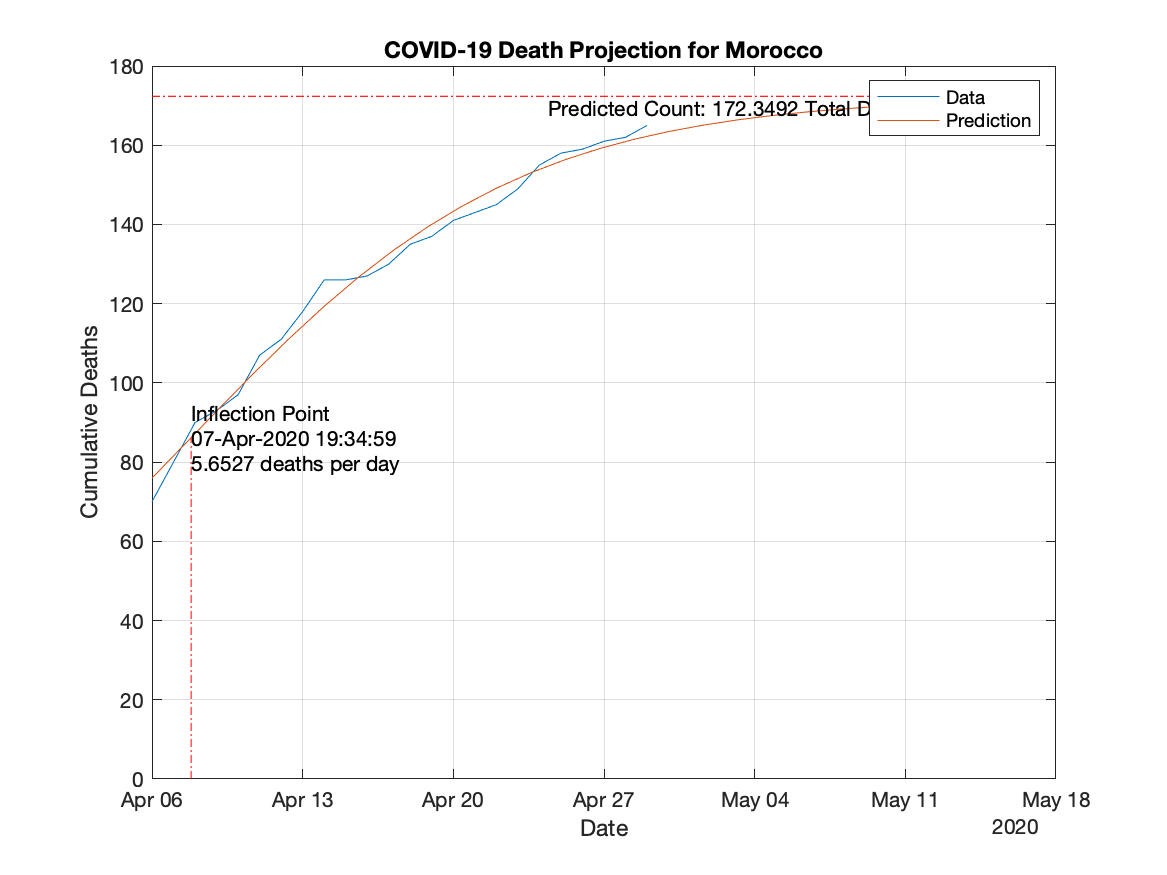 COVID-19 Death Projection for Morocco
180
160
140
120
100
80
60
40
20
0
Cumulative Deaths
Predicted Count: 172.3492 Total D
Data
Prediction
Inflection Point
07-Apr-2020 19:34:59
5.6527 deaths per day
Apr 06
Apr 13
Apr 20
Apr 27
May 04
May 11
May 18
Date
2020